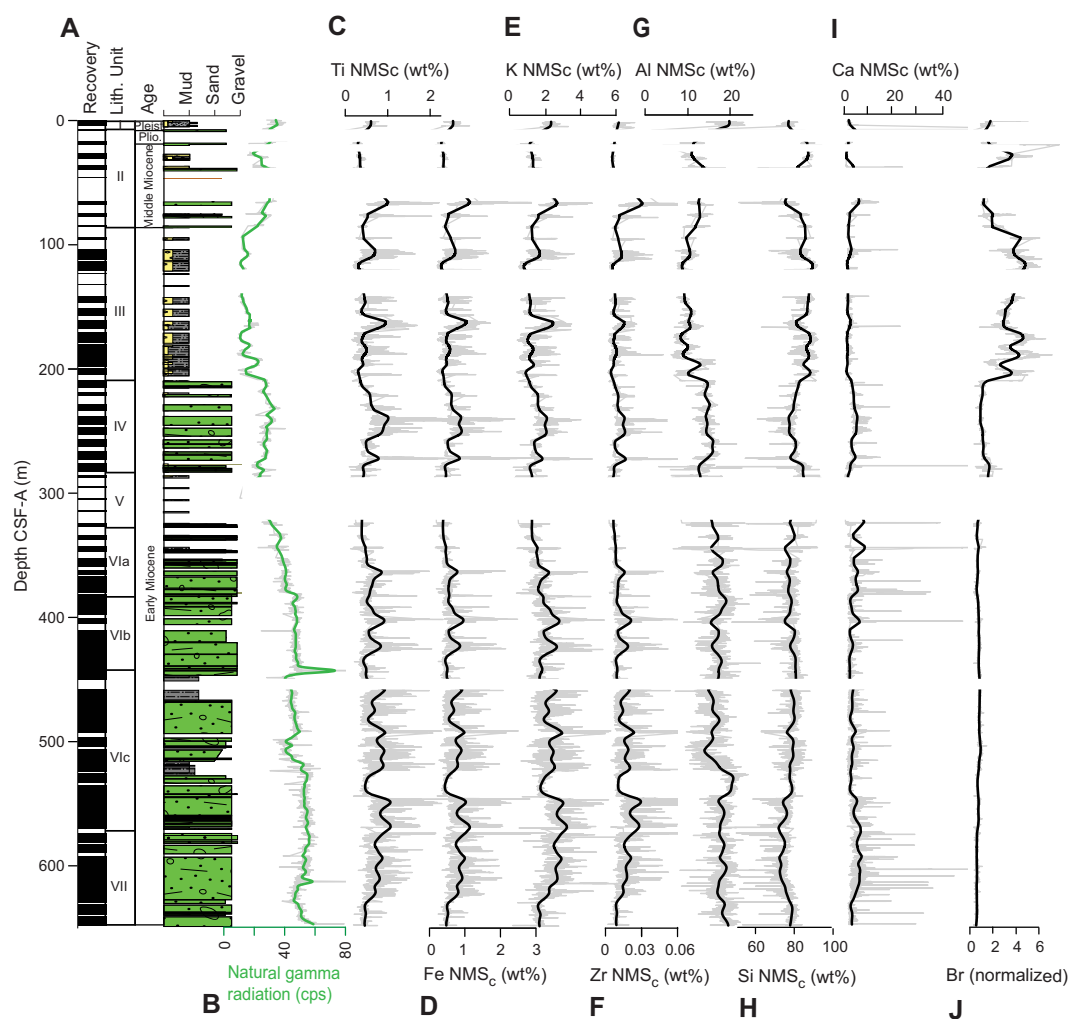 A
C
E
G
I
Recovery
Lith. Unit
Age
Mud
Sand
Gravel
Ti NMSc (wt%)
K NMSc (wt%)
Al NMSc (wt%)
Ca NMSc (wt%)
0 1 2
0 2 4 6
0 10 20
0 20 40
Depth CSF-A (m)
0
100
200
300
400
500
600
Pleist.
Plio.
Middle Miocene
Early Miocene
II
III
IV
V
VIa
VIb
VIc
VII
0 40 80
Natural gamma
radiation (cps)
0 1 2 3
Fe NMSc (wt%)
0 0.03 0.06
Zr NMSc (wt%)
60 80 100
Si NMSc (wt%)
0 2 4 6
Br (normalized)
B
D
F
H
J